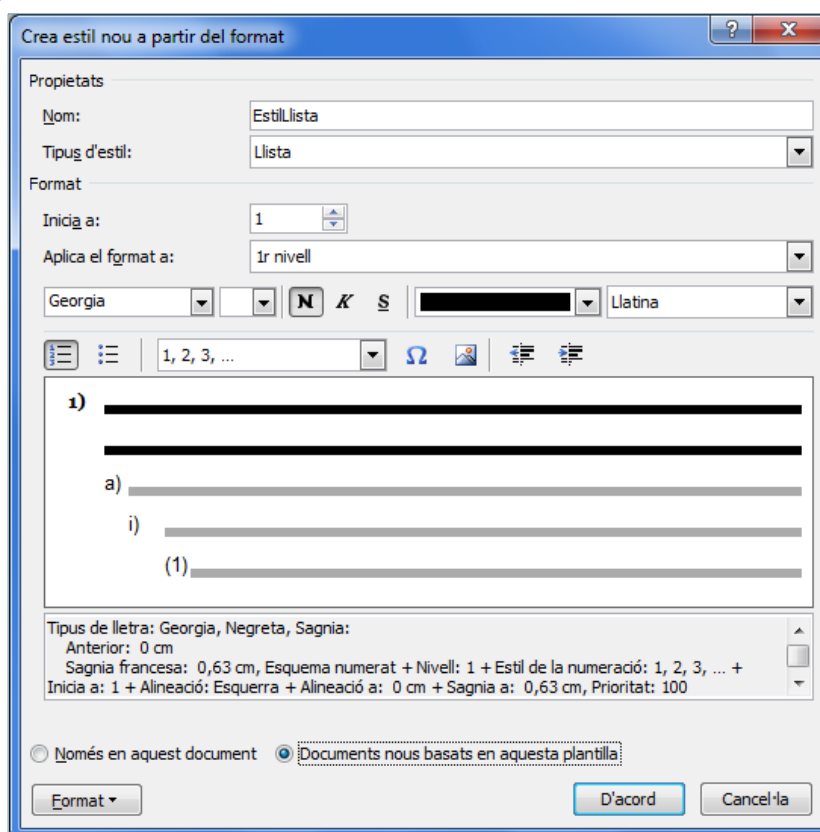 Crea estil nou a partir del format
?
x
Propietats
Nom: EstilLlista
Tipus d'estil: Llista
Format
Inicia a: 1
Aplica el format a: 1r nivell
Georgia N K S Llatina
1, 2, 3, ... Ω
1)
a)
i)
(1)
Tipus de lletra: Georgia, Negreta, Sagnia:
Anterior: 0 cm
Sagnia francesa: 0,63 cm, Esquema numerat + Nivell: 1 + Estil de la numeració: 1, 2, 3, ... +
Inicia a: 1 + Alineació: Esquerra + Alineació a: 0 cm + Sagnia a: 0,63 cm, Prioritat: 100
Només en aquest document Documents nous basats en aquesta plantilla
Format D'acord Cancel·la